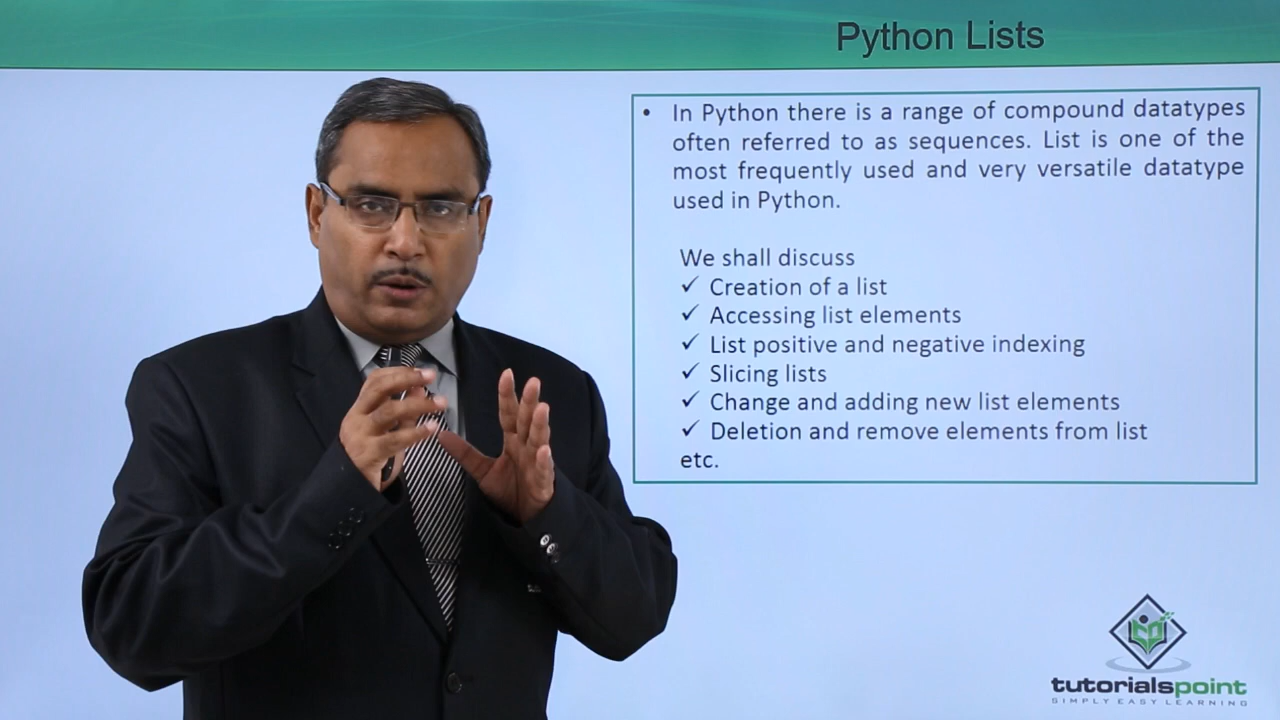 Python Lists
• In Python there is a range of compound datatypes
often referred to as sequences. List is one of the
most frequently used and very versatile datatype
used in Python.
We shall discuss
✓ Creation of a list
✓ Accessing list elements
✓ List positive and negative indexing
✓ Slicing lists
✓ Change and adding new list elements
✓ Deletion and remove elements from list
etc.
tutorialspoint
SIMPLY EASY LEARNING